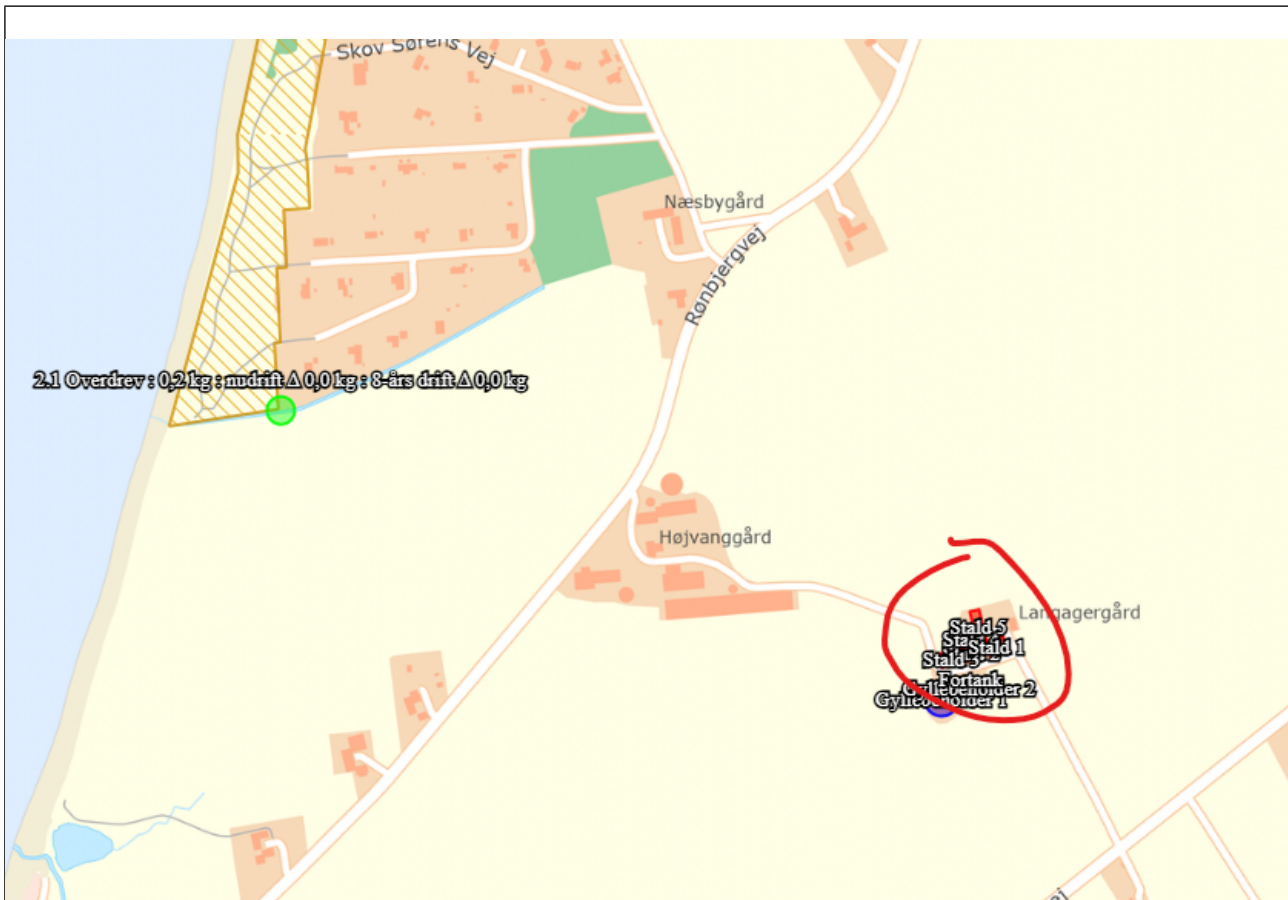 Skov Sørens Vej
Næsbygård
Rønbjergvej
2.1 Overdrev : 0,2 kg : nudrift Δ 0,0 kg : 8-års drift Δ 0,0 kg
Højvanggård
Langagergård
Stald 5
Stald 1
Stald 3
Fortank
Gyllebeholder 2
Gyllebeholder 1